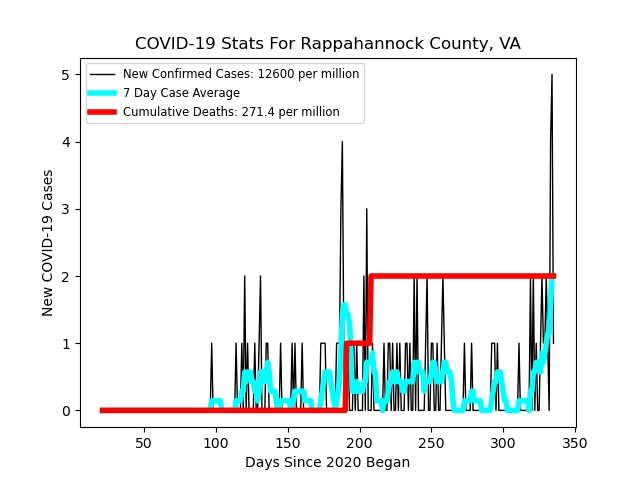 COVID-19 Stats For Rappahannock County, VA
New Confirmed Cases: 12600 per million
7 Day Case Average
Cumulative Deaths: 271.4 per million
New COVID-19 Cases
5
4
3
2
1
0
50 100 150 200 250 300 350
Days Since 2020 Began